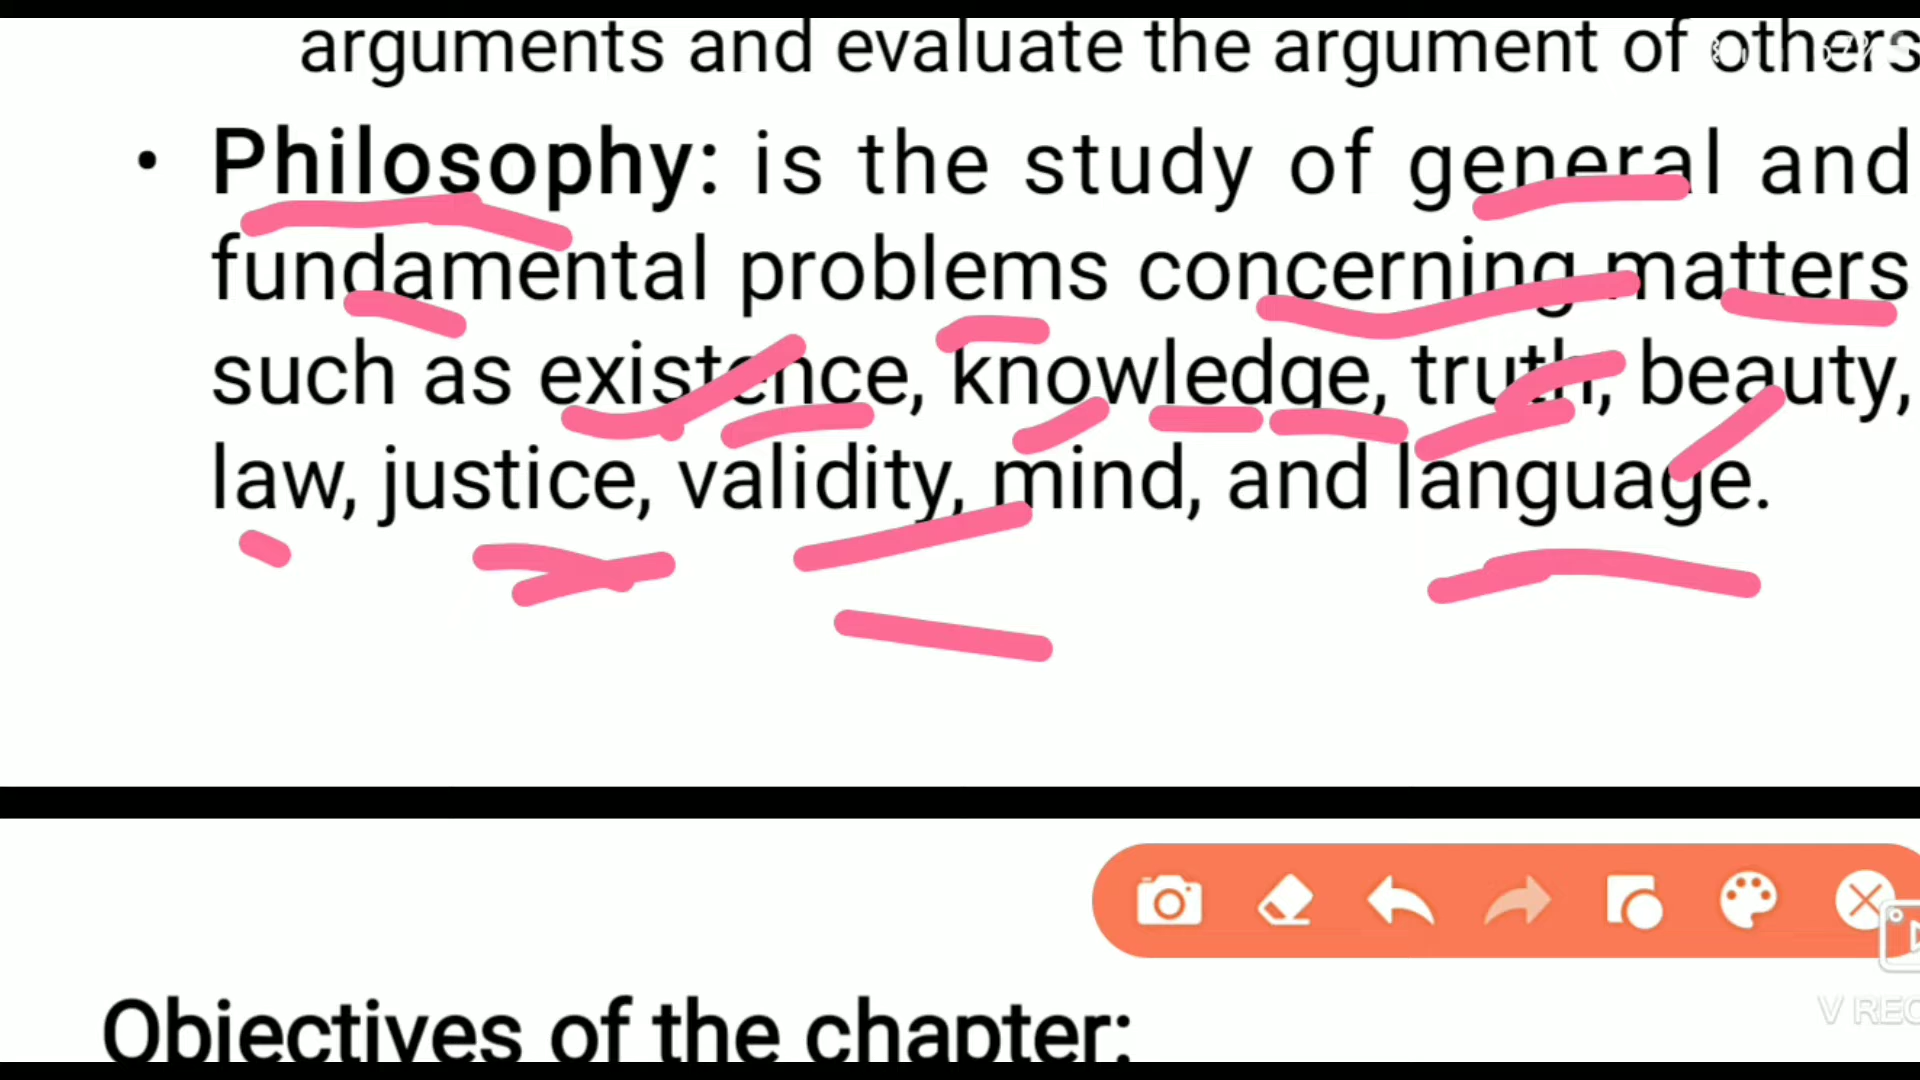 arguments and evaluate the argument of others
• Philosophy: is the study of general and
fundamental problems concerning matters
such as existence, knowledge, truth, beauty,
law, justice, validity, mind, and language.
V REC
Objectives of the chapter: